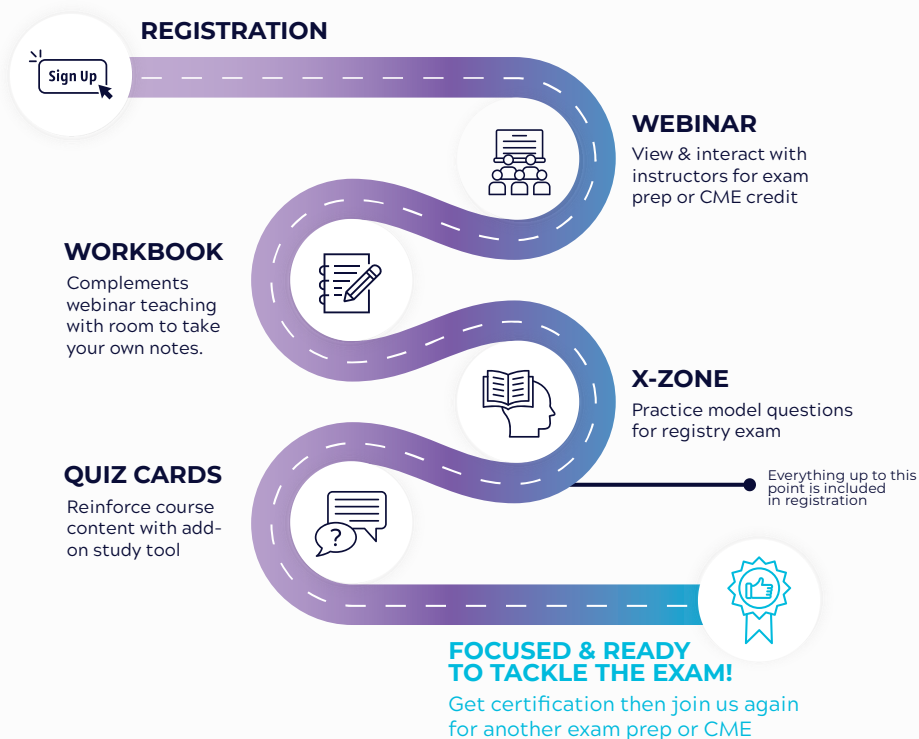 REGISTRATION
Sign Up
WEBINAR
View & interact with
instructors for exam
prep or CME credit
WORKBOOK
Complements
webinar teaching
with room to take
your own notes.
X-ZONE
Practice model questions
for registry exam
Everything up to this
point is included
in registration
QUIZ CARDS
Reinforce course
content with add-
on study tool
?
FOCUSED & READY
TO TACKLE THE EXAM!
Get certification then join us again
for another exam prep or CME